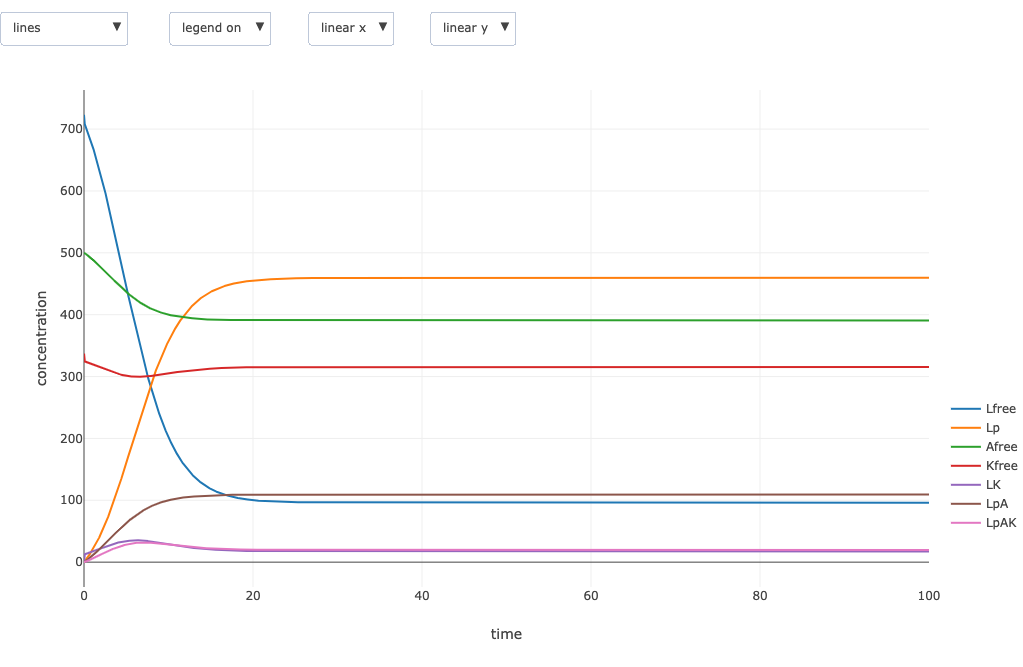 lines ▼ legend on ▼ linear x ▼ linear y ▼
700
600
500
400
300
200
100
0
concentration
0 20 40 60 80 100
time
Lfree
Lp
Afree
Kfree
LK
LpA
LpAK